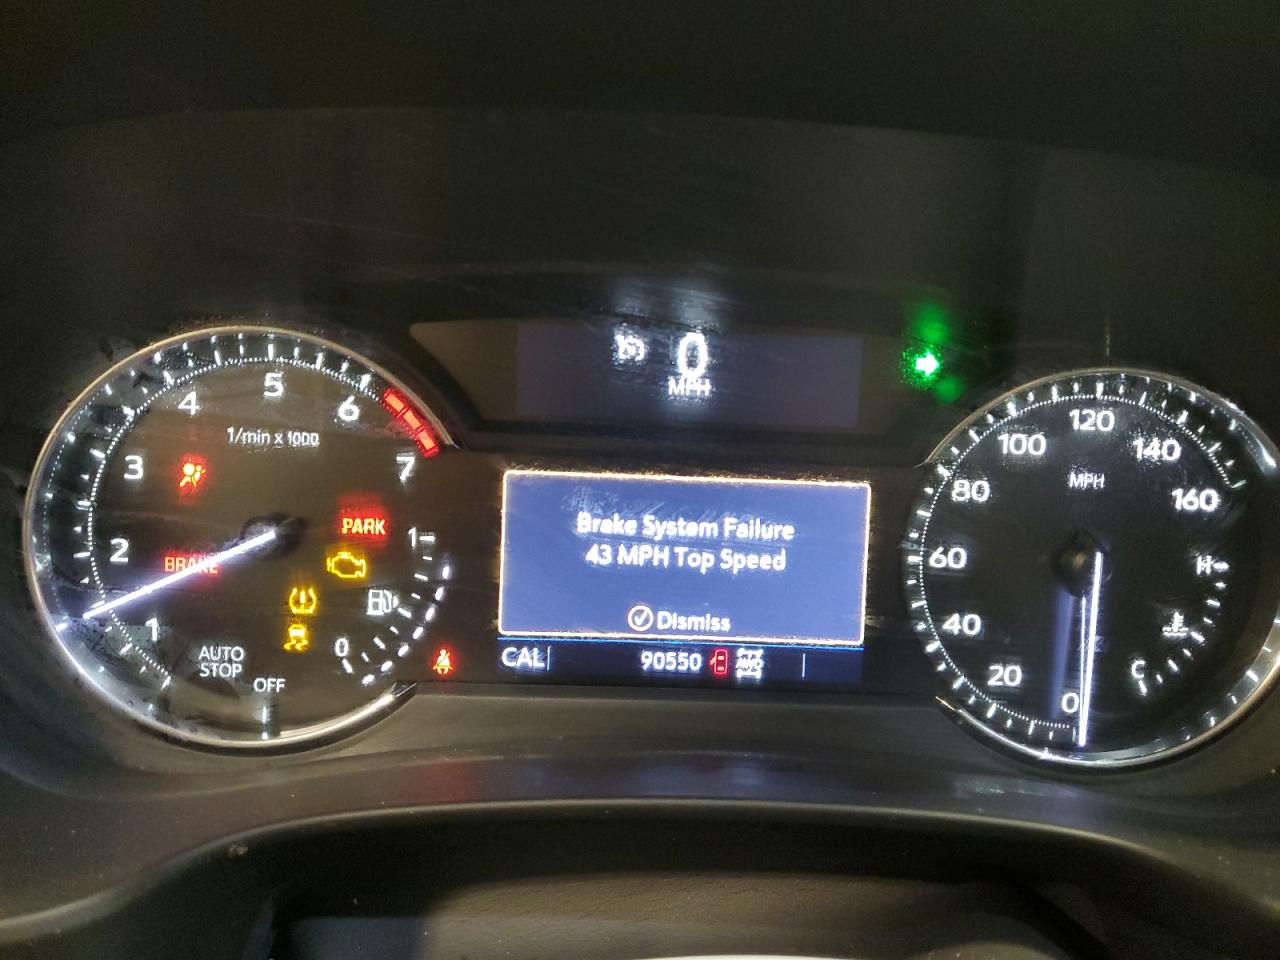 0
MPH
1/min x 1000
1
2
3
4
5
6
7
PARK
BRAKE
AUTO
STOP
OFF
1
0
Brake System Failure
43 MPH Top Speed
Dismiss
CAL
90550
AWD
0
20
40
60
80
100
120
140
160
MPH
H
C